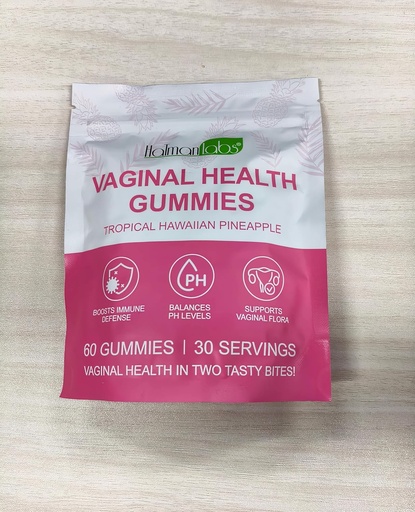 Halmanlabs®
VAGINAL HEALTH
GUMMIES
TROPICAL HAWAIIAN PINEAPPLE
PH
BOOSTS IMMUNE
DEFENSE
BALANCES
PH LEVELS
SUPPORTS
VAGINAL FLORA
60 GUMMIES | 30 SERVINGS
VAGINAL HEALTH IN TWO TASTY BITES!